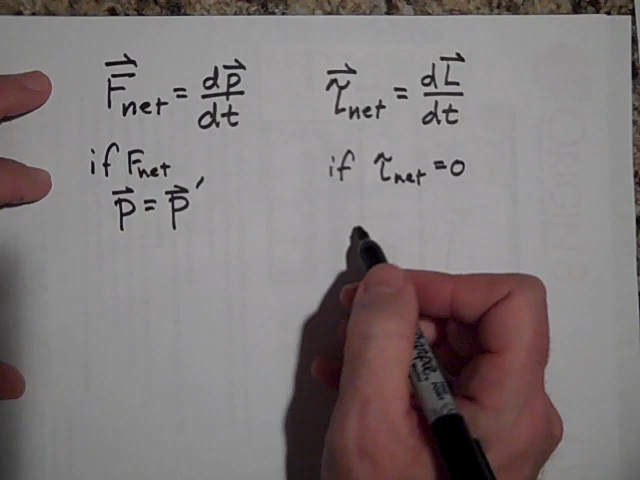 F⃗net = dp⃗/dt
τ⃗net = dL⃗/dt
if Fnet
p⃗ = p⃗′
if τnet = 0